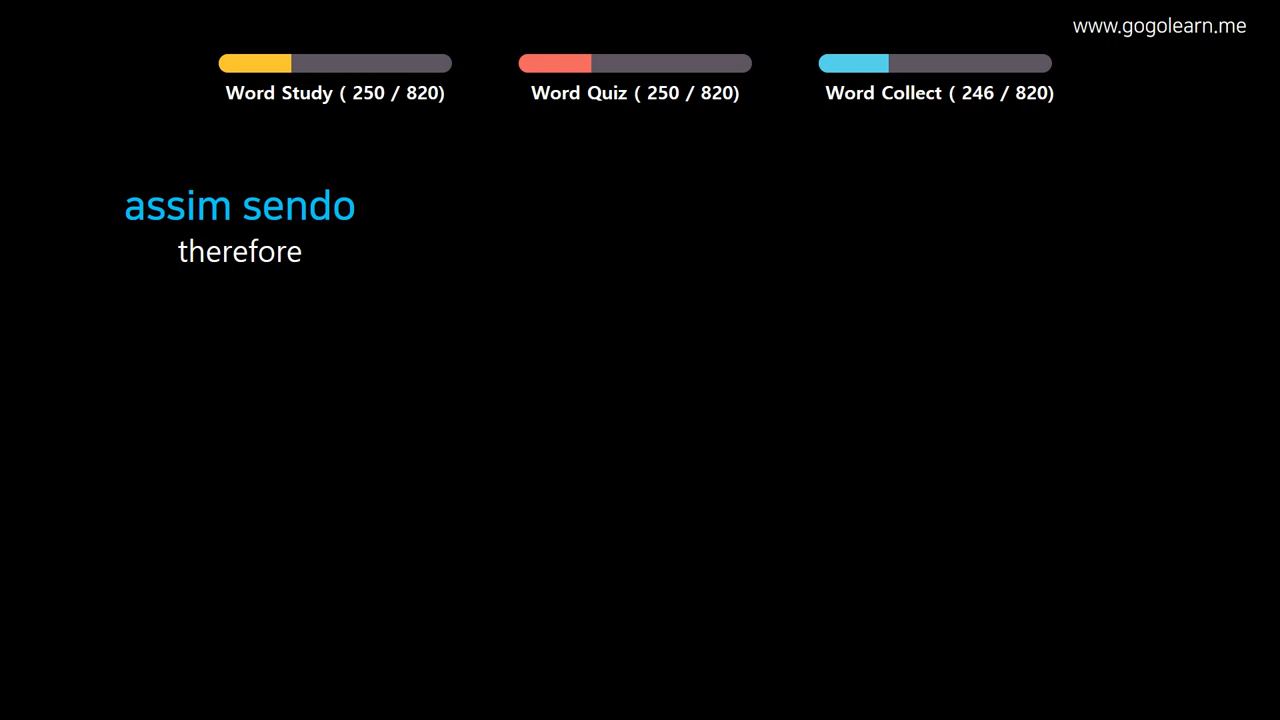 www.gogolearn.me
Word Study ( 250 / 820)
Word Quiz ( 250 / 820)
Word Collect ( 246 / 820)
assim sendo
therefore